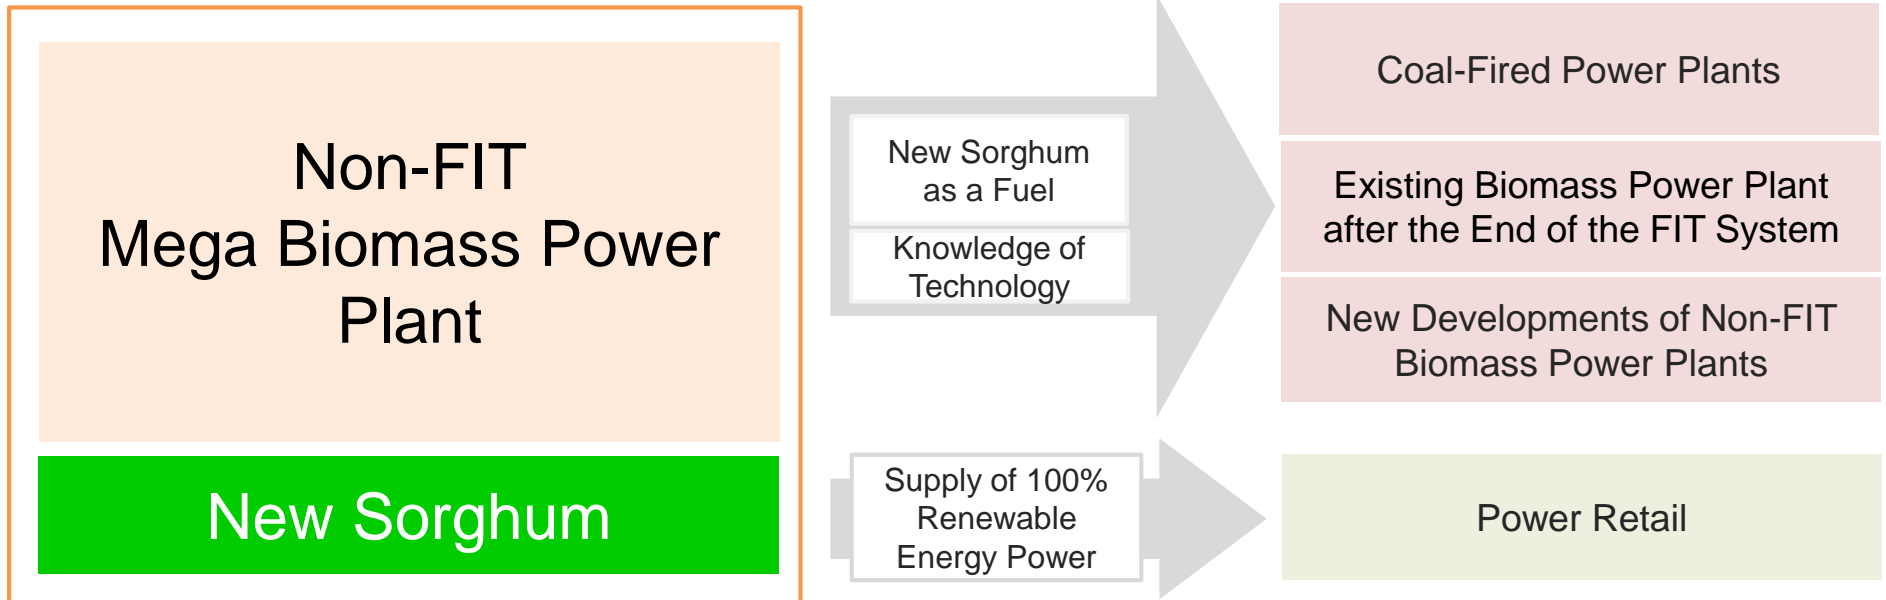 Non-FIT
Mega Biomass Power
Plant
New Sorghum
New Sorghum
as a Fuel
Knowledge of
Technology
Supply of 100%
Renewable
Energy Power
Coal-Fired Power Plants
Existing Biomass Power Plant
after the End of the FIT System
New Developments of Non-FIT
Biomass Power Plants
Power Retail